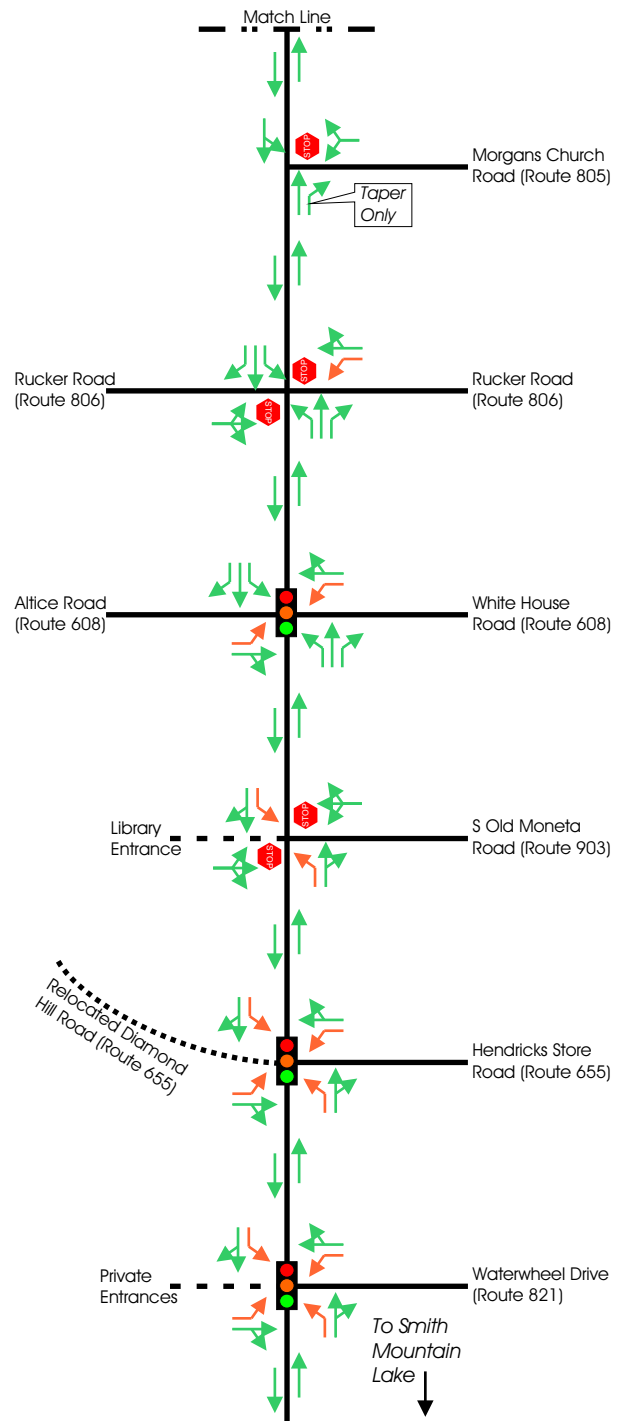 Match Line
STOP
Morgans Church
Road (Route 805)
Taper
Only
STOP
Rucker Road
(Route 806)
Rucker Road
(Route 806)
STOP
Altice Road
(Route 608)
White House
Road (Route 608)
STOP
Library
Entrance
S Old Moneta
Road (Route 903)
STOP
Relocated Diamond
Hill Road (Route 655)
Hendricks Store
Road (Route 655)
Private
Entrances
Waterwheel Drive
(Route 821)
To Smith
Mountain
Lake